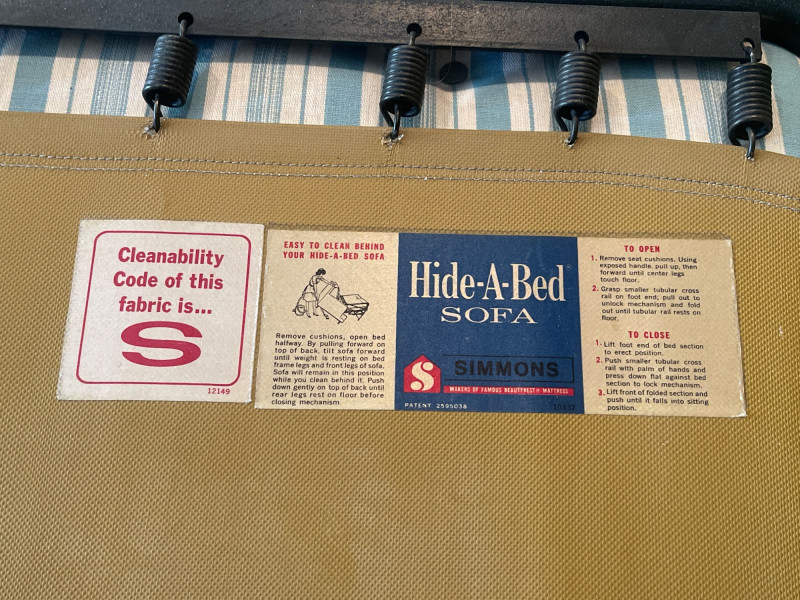 Cleanability
Code of this
fabric is...
S
12149
EASY TO CLEAN BEHIND
YOUR HIDE-A-BED SOFA
Remove cushions, open bed
halfway. By pulling forward on
top of back, tilt sofa forward
until weight is resting on bed
frame legs and front legs of sofa.
Sofa will remain in this position
while you clean behind it. Push
down gently on top of back until
rear legs rest on floor before
closing mechanism.
Hide-A-Bed
SOFA
S
SIMMONS
MAKERS OF FAMOUS BEAUTYREST® MATTRESS
PATENT 2595038
TO OPEN
1. Remove seat cushions. Using
exposed handle, pull up, then
forward until center legs
touch floor.
2. Grasp smaller tubular cross
rail on foot end; pull out to
unlock mechanism and fold
out until tubular rail rests on
floor.
TO CLOSE
1. Lift foot end of bed section
to erect position.
2. Push smaller tubular cross
rail with palm of hands and
press down flat against bed
section to lock mechanism.
3. Lift front of folded section and
push until it falls into sitting
position.